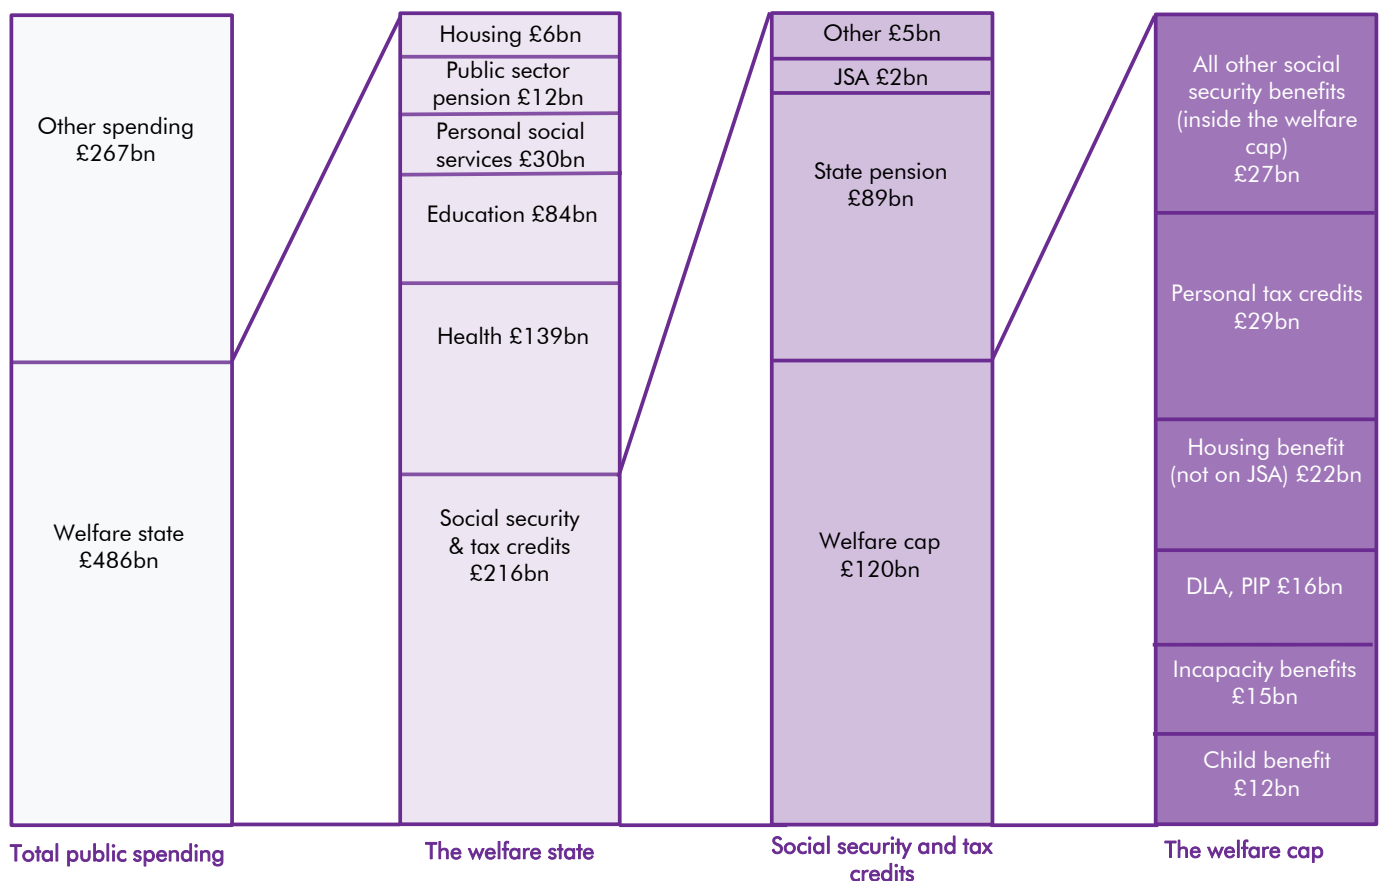 Other spending
£267bn
Welfare state
£486bn
Total public spending
Housing £6bn
Public sector
pension £12bn
Personal social
services £30bn
Education £84bn
Health £139bn
Social security
& tax credits
£216bn
The welfare state
Other £5bn
JSA £2bn
State pension
£89bn
Welfare cap
£120bn
Social security and tax
credits
All other social
security benefits
(inside the welfare
cap)
£27bn
Personal tax credits
£29bn
Housing benefit
(not on JSA) £22bn
DLA, PIP £16bn
Incapacity benefits
£15bn
Child benefit
£12bn
The welfare cap